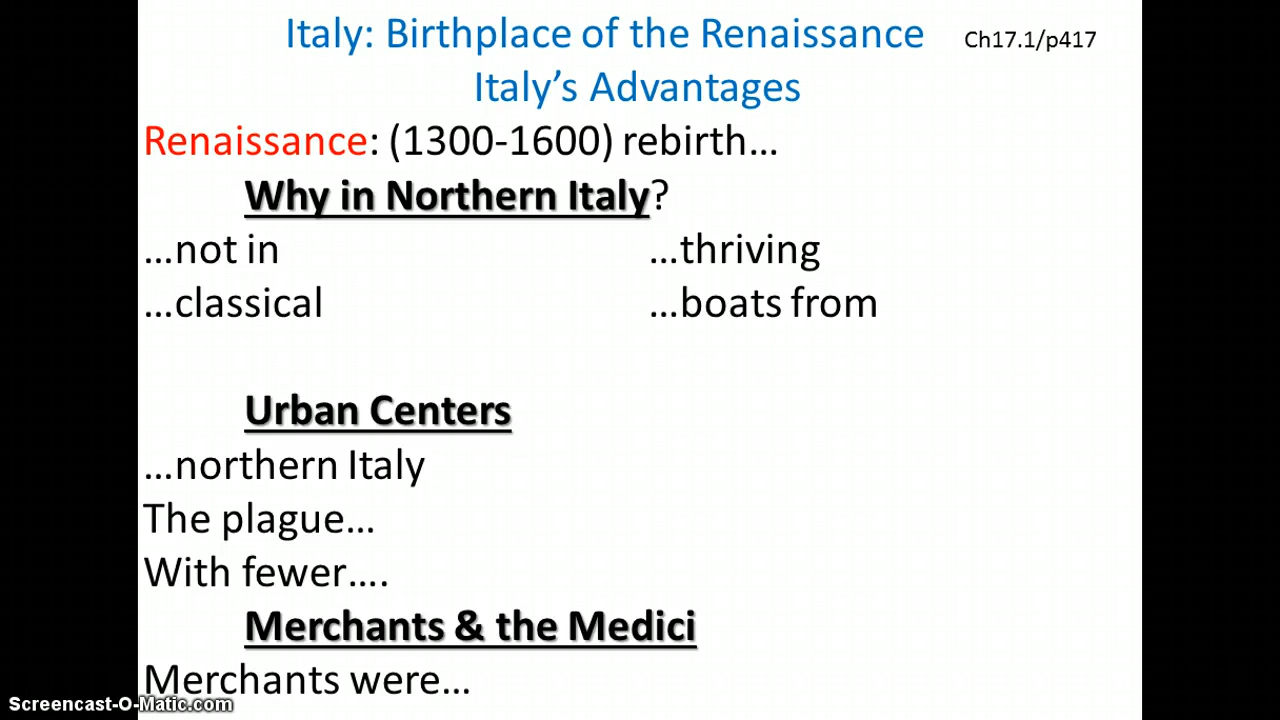 Italy: Birthplace of the Renaissance
Ch17.1/p417
Italy’s Advantages
Renaissance: (1300-1600) rebirth…
Why in Northern Italy?
…not in …thriving
…classical …boats from
Urban Centers
…northern Italy
The plague…
With fewer….
Merchants & the Medici
Merchants were…
Screencast-O-Matic.com